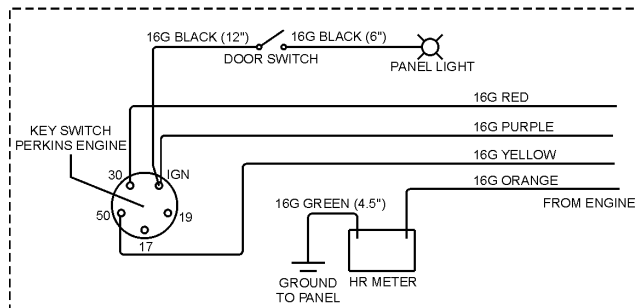 16G BLACK (12")
16G BLACK (6")
DOOR SWITCH
PANEL LIGHT
16G RED
KEY SWITCH
PERKINS ENGINE
16G PURPLE
16G YELLOW
30
IGN
16G ORANGE
50
19
16G GREEN (4.5")
FROM ENGINE
17
GROUND
TO PANEL
HR METER